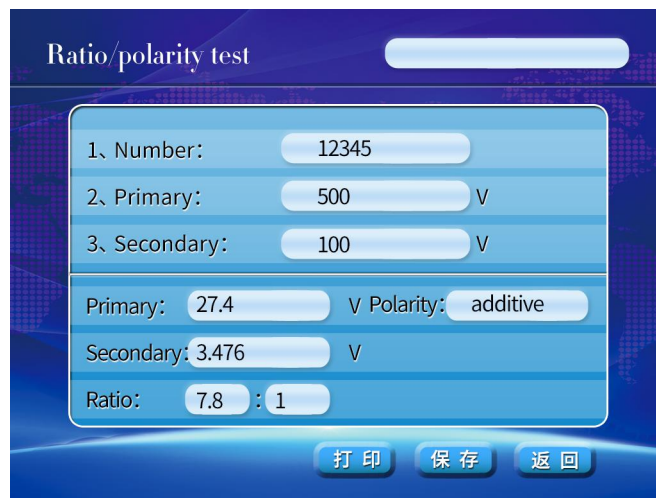 Ratio/polarity test
1、Number: 12345
2、Primary: 500 V
3、Secondary: 100 V
Primary: 27.4 V Polarity: additive
Secondary: 3.476 V
Ratio: 7.8 : 1
打印 保存 返回